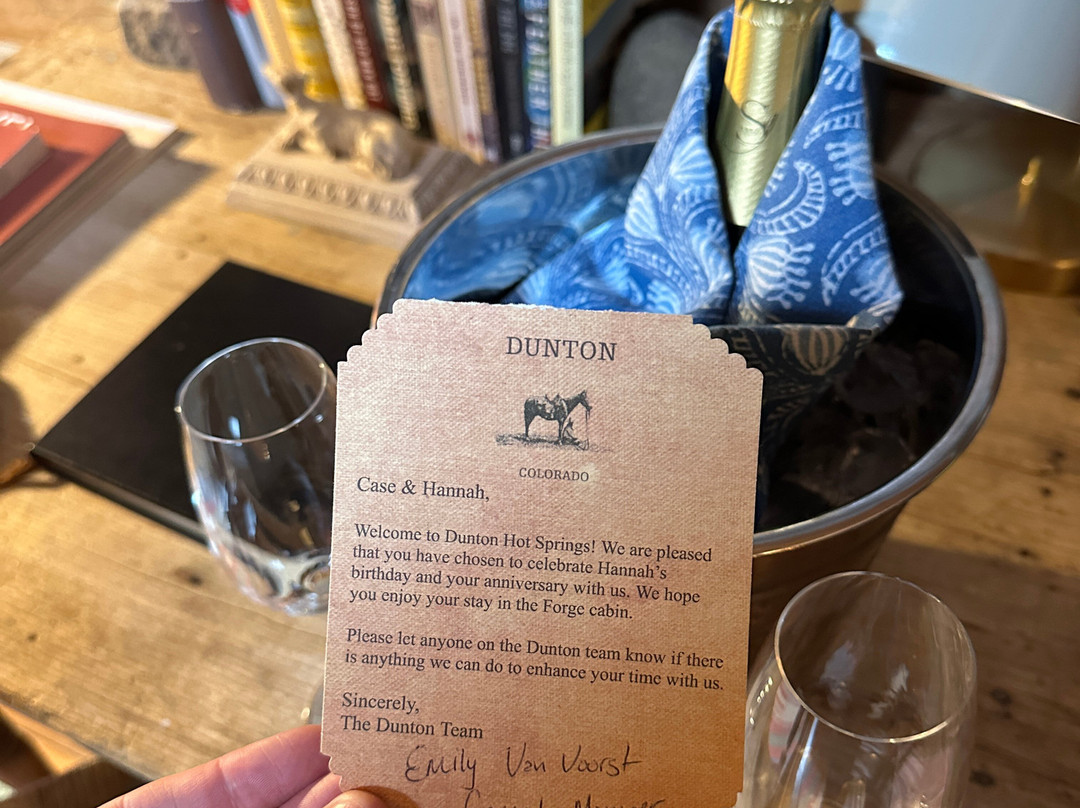 DUNTON
COLORADO
Case & Hannah,
Welcome to Dunton Hot Springs! We are pleased
that you have chosen to celebrate Hannah's
birthday and your anniversary with us. We hope
you enjoy your stay in the Forge cabin.
Please let anyone on the Dunton team know if there
is anything we can do to enhance your time with us.
Sincerely,
The Dunton Team
Emily Van Voorst